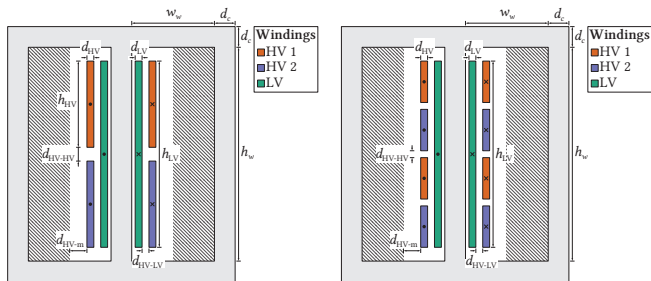 w_w
d_c
Windings
HV 1
HV 2
LV
d_c
d_HV
d_LV
h_HV
d_HV-HV
h_LV
h_w
d_HV-m
d_HV-LV
w_w
d_c
Windings
HV 1
HV 2
LV
d_c
d_HV
d_LV
d_HV-HV
h_LV
h_w
d_HV-m
d_HV-LV